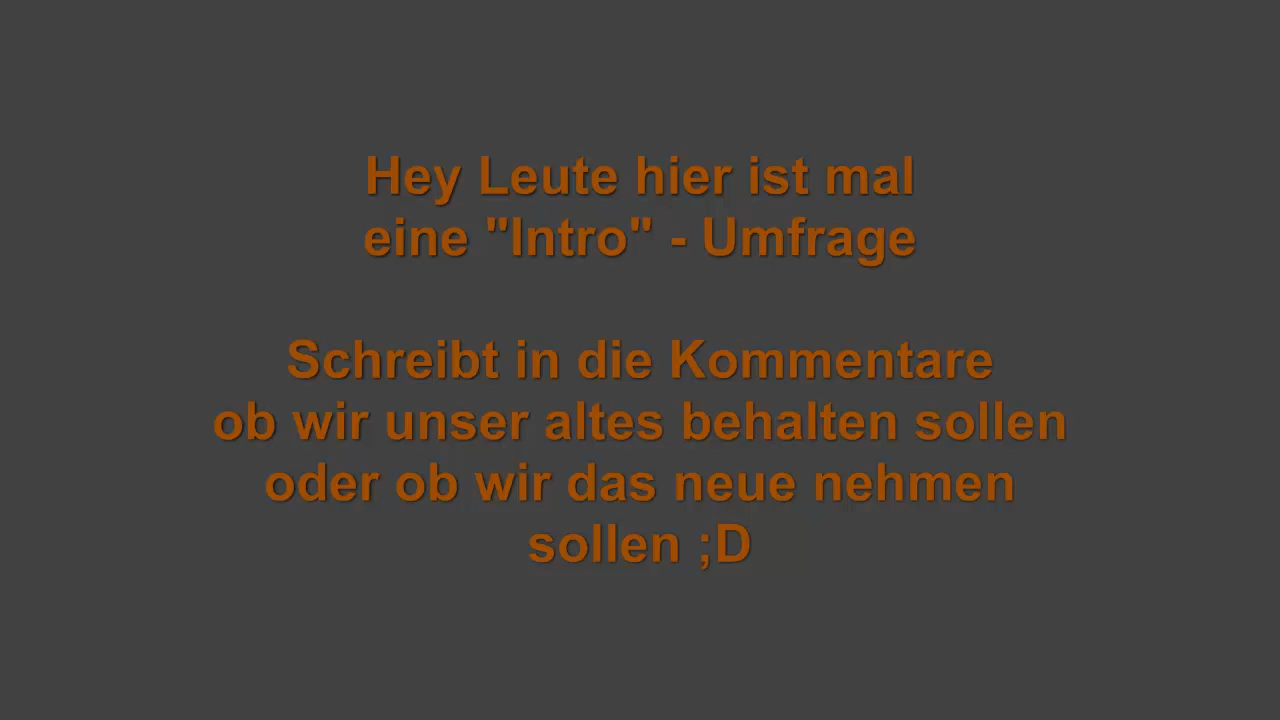 Hey Leute hier ist mal
eine "Intro" - Umfrage
Schreibt in die Kommentare
ob wir unser altes behalten sollen
oder ob wir das neue nehmen
sollen ;D